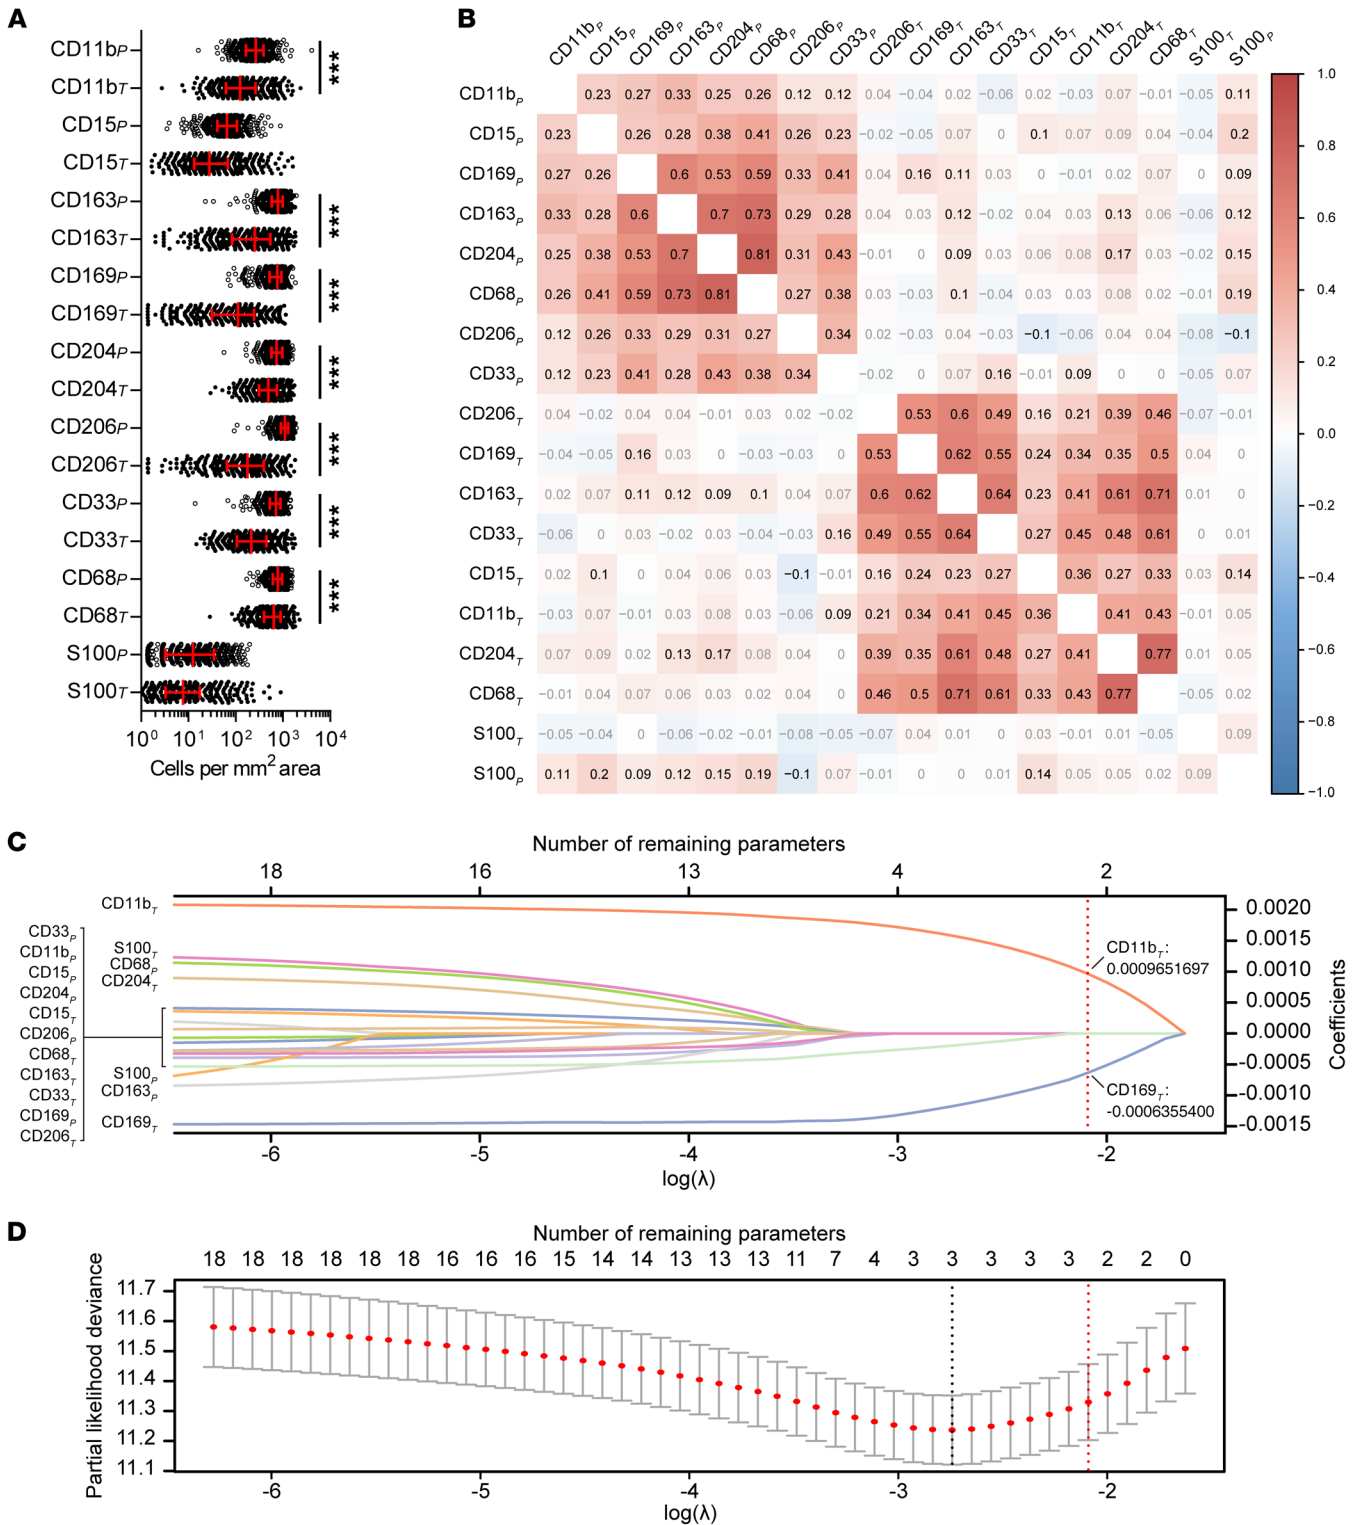 A
CD11bP
CD11bT
***
CD15P
CD15T
CD163P
CD163T
***
CD169P
CD169T
***
CD204P
CD204T
***
CD206P
CD206T
***
CD33P
CD33T
***
CD68P
CD68T
***
S100P
S100T
10⁰ 10¹ 10² 10³ 10⁴
Cells per mm² area
B
CD11bP CD15P CD169P CD163P CD204P CD68P CD206P CD33P CD206T CD169T CD163T CD33T CD15T CD11bT CD204T CD68T S100T S100P
CD11bP 0.23 0.27 0.33 0.25 0.26 0.12 0.12 0.04 −0.04 0.02 −0.06 0.02 −0.03 0.07 −0.01 −0.05 0.11
CD15P 0.23 0.26 0.28 0.38 0.41 0.26 0.23 −0.02 −0.05 0.07 0 0.1 0.07 0.09 0.04 −0.04 0.2
CD169P 0.27 0.26 0.6 0.53 0.59 0.33 0.41 0.04 0.16 0.11 0.03 0 −0.01 0.02 0.07 0 0.09
CD163P 0.33 0.28 0.6 0.7 0.73 0.29 0.28 0.04 0.03 0.12 −0.02 0.04 0.03 0.13 0.06 −0.06 0.12
CD204P 0.25 0.38 0.53 0.7 0.81 0.31 0.43 −0.01 0 0.09 0.03 0.06 0.08 0.17 0.03 −0.02 0.15
CD68P 0.26 0.41 0.59 0.73 0.81 0.27 0.38 0.03 −0.03 0.1 −0.04 0.03 0.03 0.08 0.02 −0.01 0.19
CD206P 0.12 0.26 0.33 0.29 0.31 0.27 0.34 0.02 −0.03 0.04 −0.03 −0.1 −0.06 0.04 0.04 −0.08 −0.1
CD33P 0.12 0.23 0.41 0.28 0.43 0.38 0.34 −0.02 0 0.07 0.16 −0.01 0.09 0 0 −0.05 0.07
CD206T 0.04 −0.02 0.04 0.04 −0.01 0.03 0.02 −0.02 0.53 0.6 0.49 0.16 0.21 0.39 0.46 −0.07 −0.01
CD169T −0.04 −0.05 0.16 0.03 0 −0.03 −0.03 0 0.53 0.62 0.55 0.24 0.34 0.35 0.5 0.04 0
CD163T 0.02 0.07 0.11 0.12 0.09 0.1 0.04 0.07 0.6 0.62 0.64 0.23 0.41 0.61 0.71 0.01 0
CD33T −0.06 0 0.03 −0.02 0.03 −0.04 −0.03 0.16 0.49 0.55 0.64 0.27 0.45 0.48 0.61 0 0.01
CD15T 0.02 0.1 0 0.04 0.06 0.03 −0.1 −0.01 0.16 0.24 0.23 0.27 0.36 0.27 0.33 0.03 0.14
CD11bT −0.03 0.07 −0.01 0.03 0.08 0.03 −0.06 0.09 0.21 0.34 0.41 0.45 0.36 0.41 0.43 −0.01 0.05
CD204T 0.07 0.09 0.02 0.13 0.17 0.08 0.04 0 0.39 0.35 0.61 0.48 0.27 0.41 0.77 0.01 0.05
CD68T −0.01 0.04 0.07 0.06 0.03 0.02 0.04 0 0.46 0.5 0.71 0.61 0.33 0.43 0.77 −0.05 0.02
S100T −0.05 −0.04 0 −0.06 −0.02 −0.01 −0.08 −0.05 −0.07 0.04 0.01 0 0.03 −0.01 0.01 −0.05 0.09
S100P 0.11 0.2 0.09 0.12 0.15 0.19 −0.1 0.07 −0.01 0 0 0.01 0.14 0.05 0.05 0.02 0.09
1.0
0.8
0.6
0.4
0.2
0.0
−0.2
−0.4
−0.6
−0.8
−1.0
C
Number of remaining parameters
18 16 13 4 2
CD11bT
CD33P
CD11bP
CD15P
CD204P
CD15T
CD206P
CD68T
CD163T
CD33T
CD169P
CD206T
S100T
CD68P
CD204T
S100P
CD163P
CD169T
CD11bT:
0.0009651697
CD169T:
-0.0006355400
0.0020
0.0015
0.0010
0.0005
0.0000
-0.0005
-0.0010
-0.0015
Coefficients
-6 -5 -4 -3 -2
log(λ)
D
Number of remaining parameters
18 18 18 18 18 18 16 16 16 15 14 14 13 13 13 11 7 4 3 3 3 3 3 2 2 0
Partial likelihood deviance
11.7
11.6
11.5
11.4
11.3
11.2
11.1
-6 -5 -4 -3 -2
log(λ)